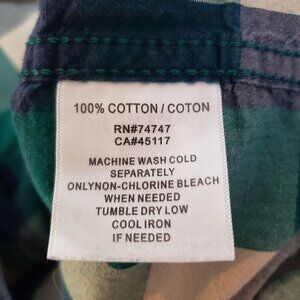 100% COTTON / COTON
RN#74747
CA#45117
MACHINE WASH COLD
SEPARATELY
ONLYNON-CHLORINE BLEACH
WHEN NEEDED
TUMBLE DRY LOW
COOL IRON
IF NEEDED